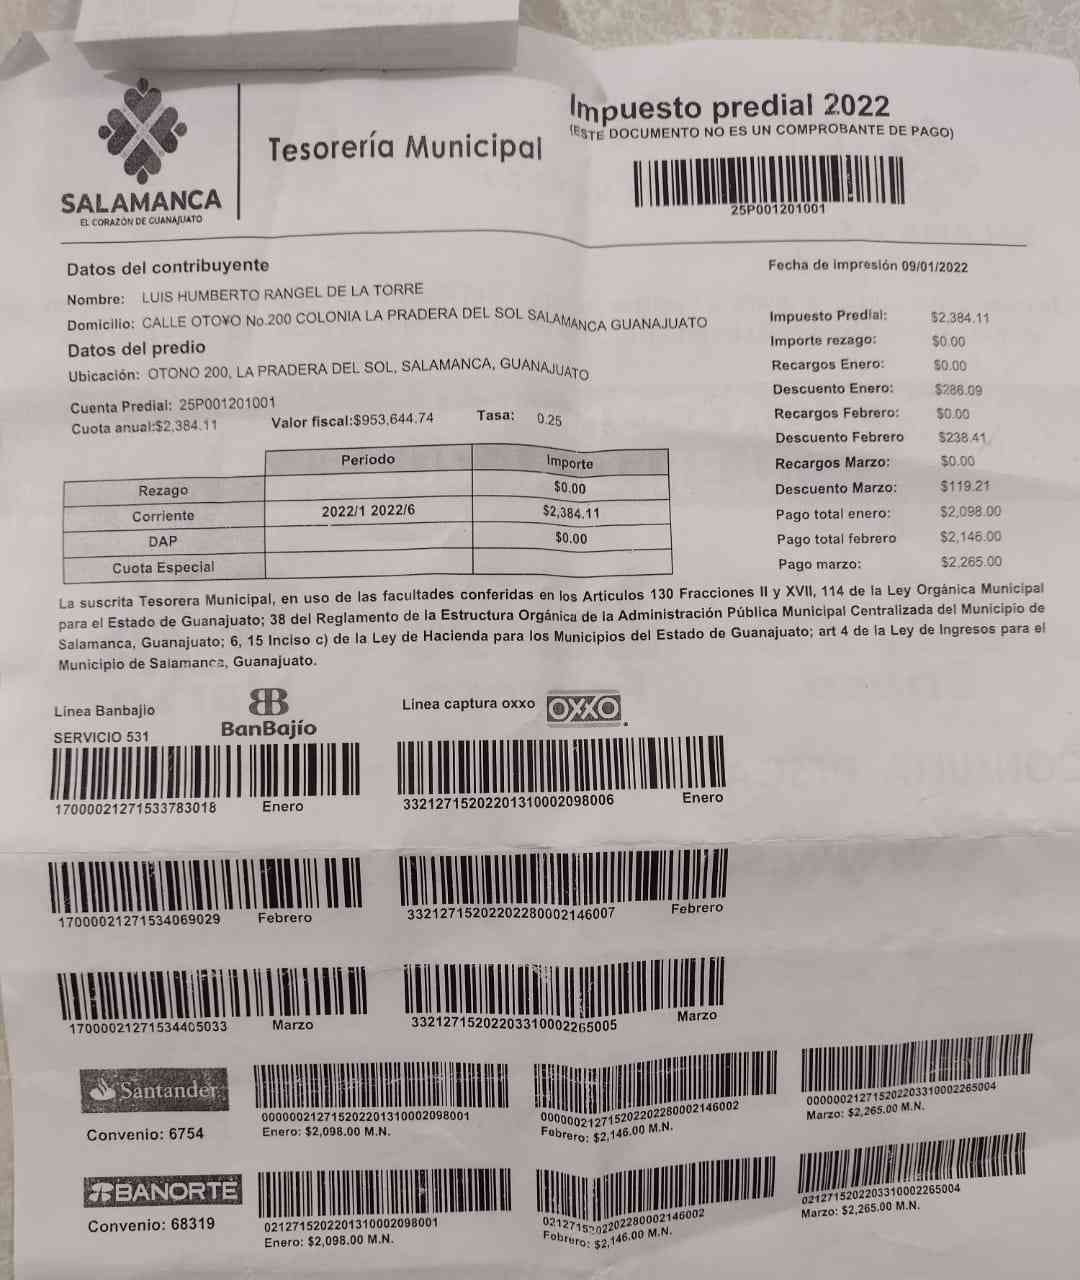 SALAMANCA
EL CORAZÓN DE GUANAJUATO
Tesorería Municipal
Impuesto predial 2022
(ESTE DOCUMENTO NO ES UN COMPROBANTE DE PAGO)
25P001201001
Datos del contribuyente
Nombre: LUIS HUMBERTO RANGEL DE LA TORRE
Domicilio: CALLE OTOYO No.200 COLONIA LA PRADERA DEL SOL SALAMANCA GUANAJUATO
Datos del predio
Ubicación: OTONO 200, LA PRADERA DEL SOL, SALAMANCA, GUANAJUATO
Cuenta Predial: 25P001201001
Cuota anual:$2,384.11 Valor fiscal:$953,644.74 Tasa: 0.25
Fecha de impresión 09/01/2022
Impuesto Predial: $2,384.11
Importe rezago: $0.00
Recargos Enero: $0.00
Descuento Enero: $286.09
Recargos Febrero: $0.00
Descuento Febrero $238.41
Recargos Marzo: $0.00
Descuento Marzo: $119.21
Pago total enero: $2,098.00
Pago total febrero $2,146.00
Pago marzo: $2,265.00
Periodo Importe
Rezago $0.00
Corriente 2022/1 2022/6 $2,384.11
DAP $0.00
Cuota Especial
La suscrita Tesorera Municipal, en uso de las facultades conferidas en los Artículos 130 Fracciones II y XVII, 114 de la Ley Orgánica Municipal
para el Estado de Guanajuato; 38 del Reglamento de la Estructura Orgánica de la Administración Pública Municipal Centralizada del Municipio de
Salamanca, Guanajuato; 6, 15 Inciso c) de la Ley de Hacienda para los Municipios del Estado de Guanajuato; art 4 de la Ley de Ingresos para el
Municipio de Salamanca, Guanajuato.
Línea Banbajio BanBajío Línea captura oxxo OXXO
SERVICIO 531
17000021271533783018 Enero 33212715202201310002098006 Enero
17000021271534069029 Febrero 33212715202202280002146007 Febrero
17000021271534405033 Marzo 33212715202203310002265005 Marzo
Santander
Convenio: 6754
000000212715202201310002098001
Enero: $2,098.00 M.N.
000000212715202202280002146002
Febrero: $2,146.00 M.N.
000000212715202203310002265004
Marzo: $2,265.00 M.N.
BANORTE
Convenio: 68319
0212715202201310002098001
Enero: $2,098.00 M.N.
0212715202202280002146002
Febrero: $2,146.00 M.N.
0212715202203310002265004
Marzo: $2,265.00 M.N.